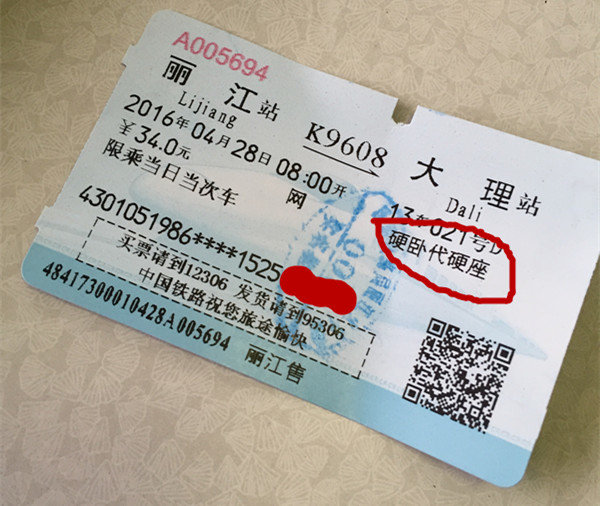 A005694
丽江站 K9608 大理站
Lijiang Dali
2016年04月28日 08:00开 13车021号D
￥34.0元 网 硬卧代硬座
限乘当日当次车
4301051986****1525
买票请到12306 发货请到95306
中国铁路祝您旅途愉快
48417300010428A005694 丽江售